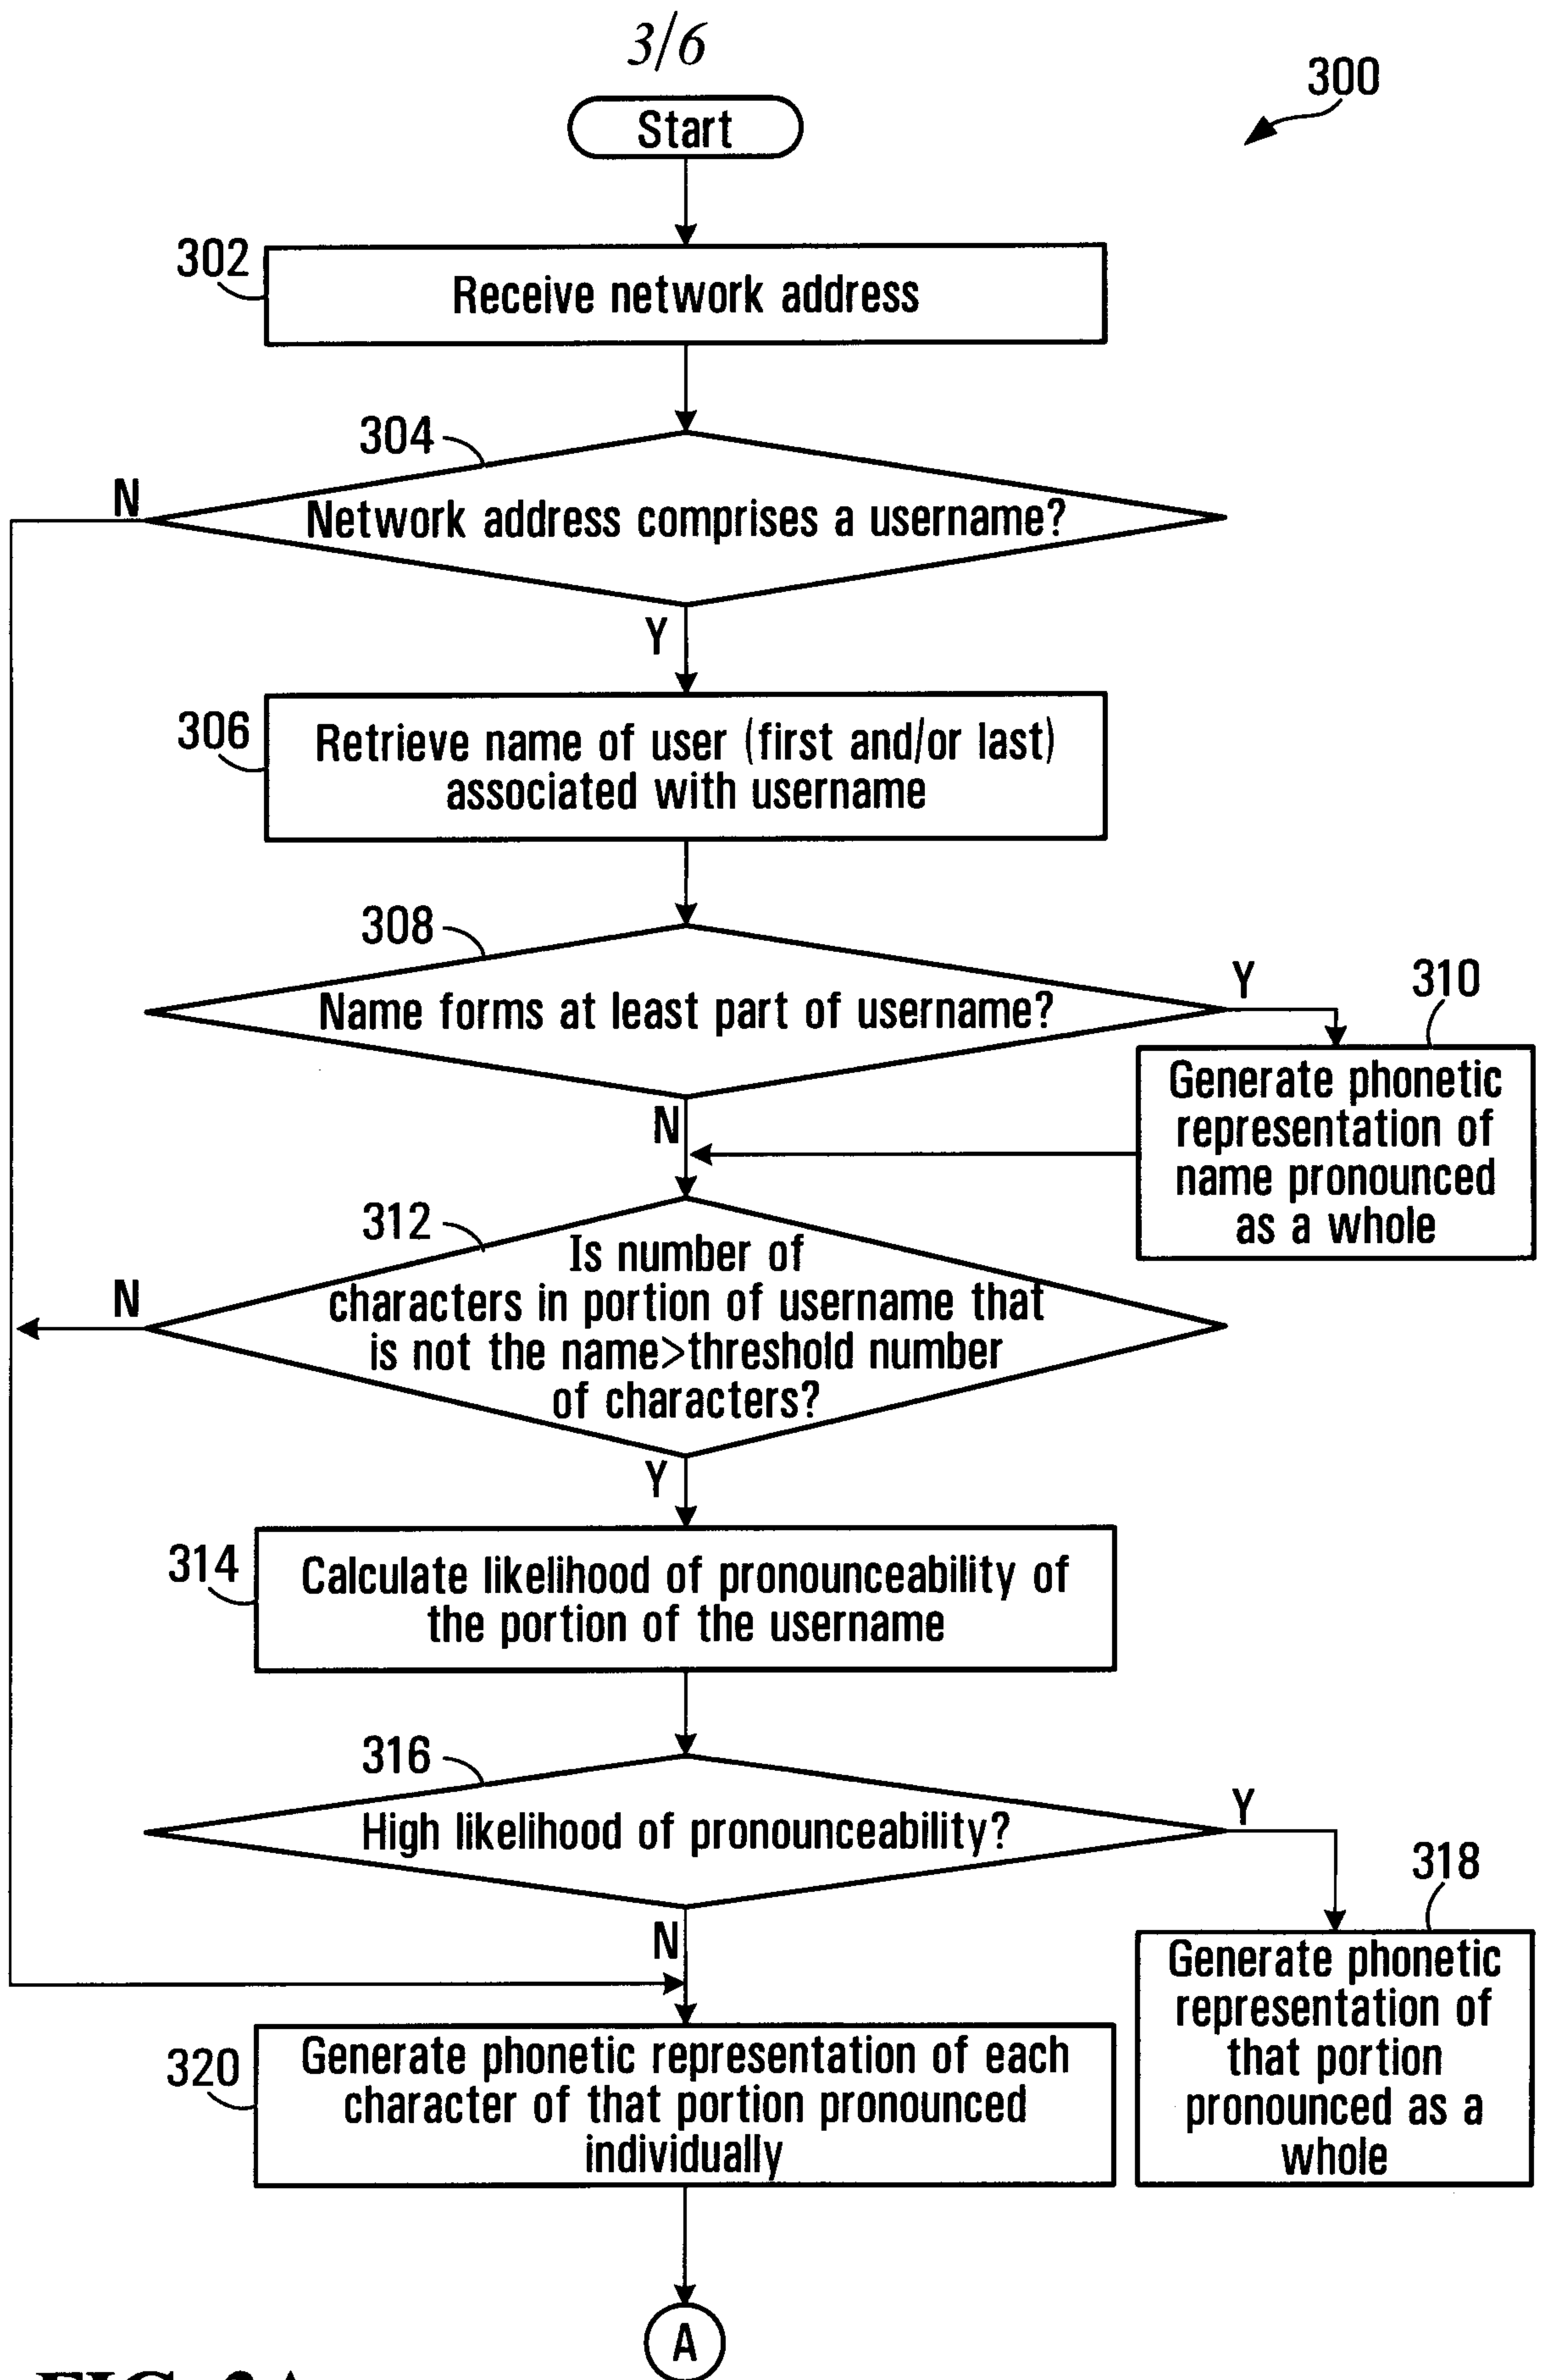 3/6
300
Start
302
Receive network address
304
N
Network address comprises a username?
Y
306
Retrieve name of user (first and/or last)
associated with username
308
Name forms at least part of username?
Y
310
Generate phonetic
representation of
name pronounced
as a whole
N
312
Is number of
characters in portion of username that
is not the name>threshold number
of characters?
N
Y
314
Calculate likelihood of pronounceability of
the portion of the username
316
High likelihood of pronounceability?
Y
318
Generate phonetic
representation of
that portion
pronounced as a
whole
N
320
Generate phonetic representation of each
character of that portion pronounced
individually
A